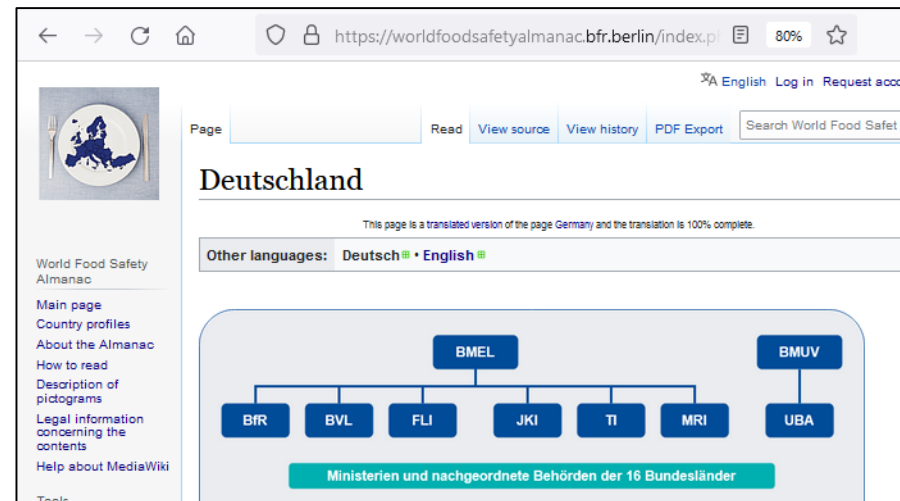 https://worldfoodsafetyalmanac.bfr.berlin/index.p
80%
English Log in Request acco
Page
Read View source View history PDF Export
Search World Food Safet
Deutschland
This page is a translated version of the page Germany and the translation is 100% complete.
Other languages: Deutsch • English
World Food Safety
Almanac
Main page
Country profiles
About the Almanac
How to read
Description of
pictograms
Legal information
concerning the
contents
Help about MediaWiki
Tools
BMEL BMUV
BfR BVL FLI JKI TI MRI UBA
Ministerien und nachgeordnete Behörden der 16 Bundesländer